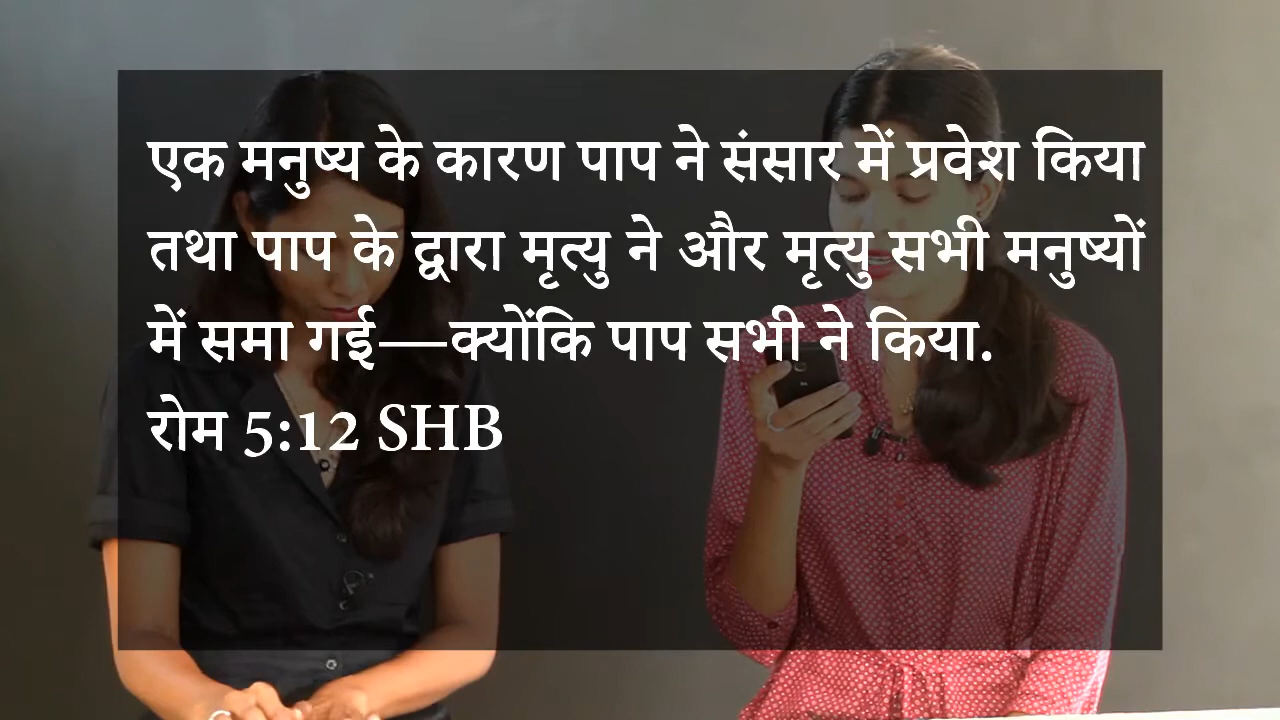 एक मनुष्य के कारण पाप ने संसार में प्रवेश किया
तथा पाप के द्वारा मृत्यु ने और मृत्यु सभी मनुष्यों
में समा गई—क्योंकि पाप सभी ने किया.
रोम 5:12 SHB